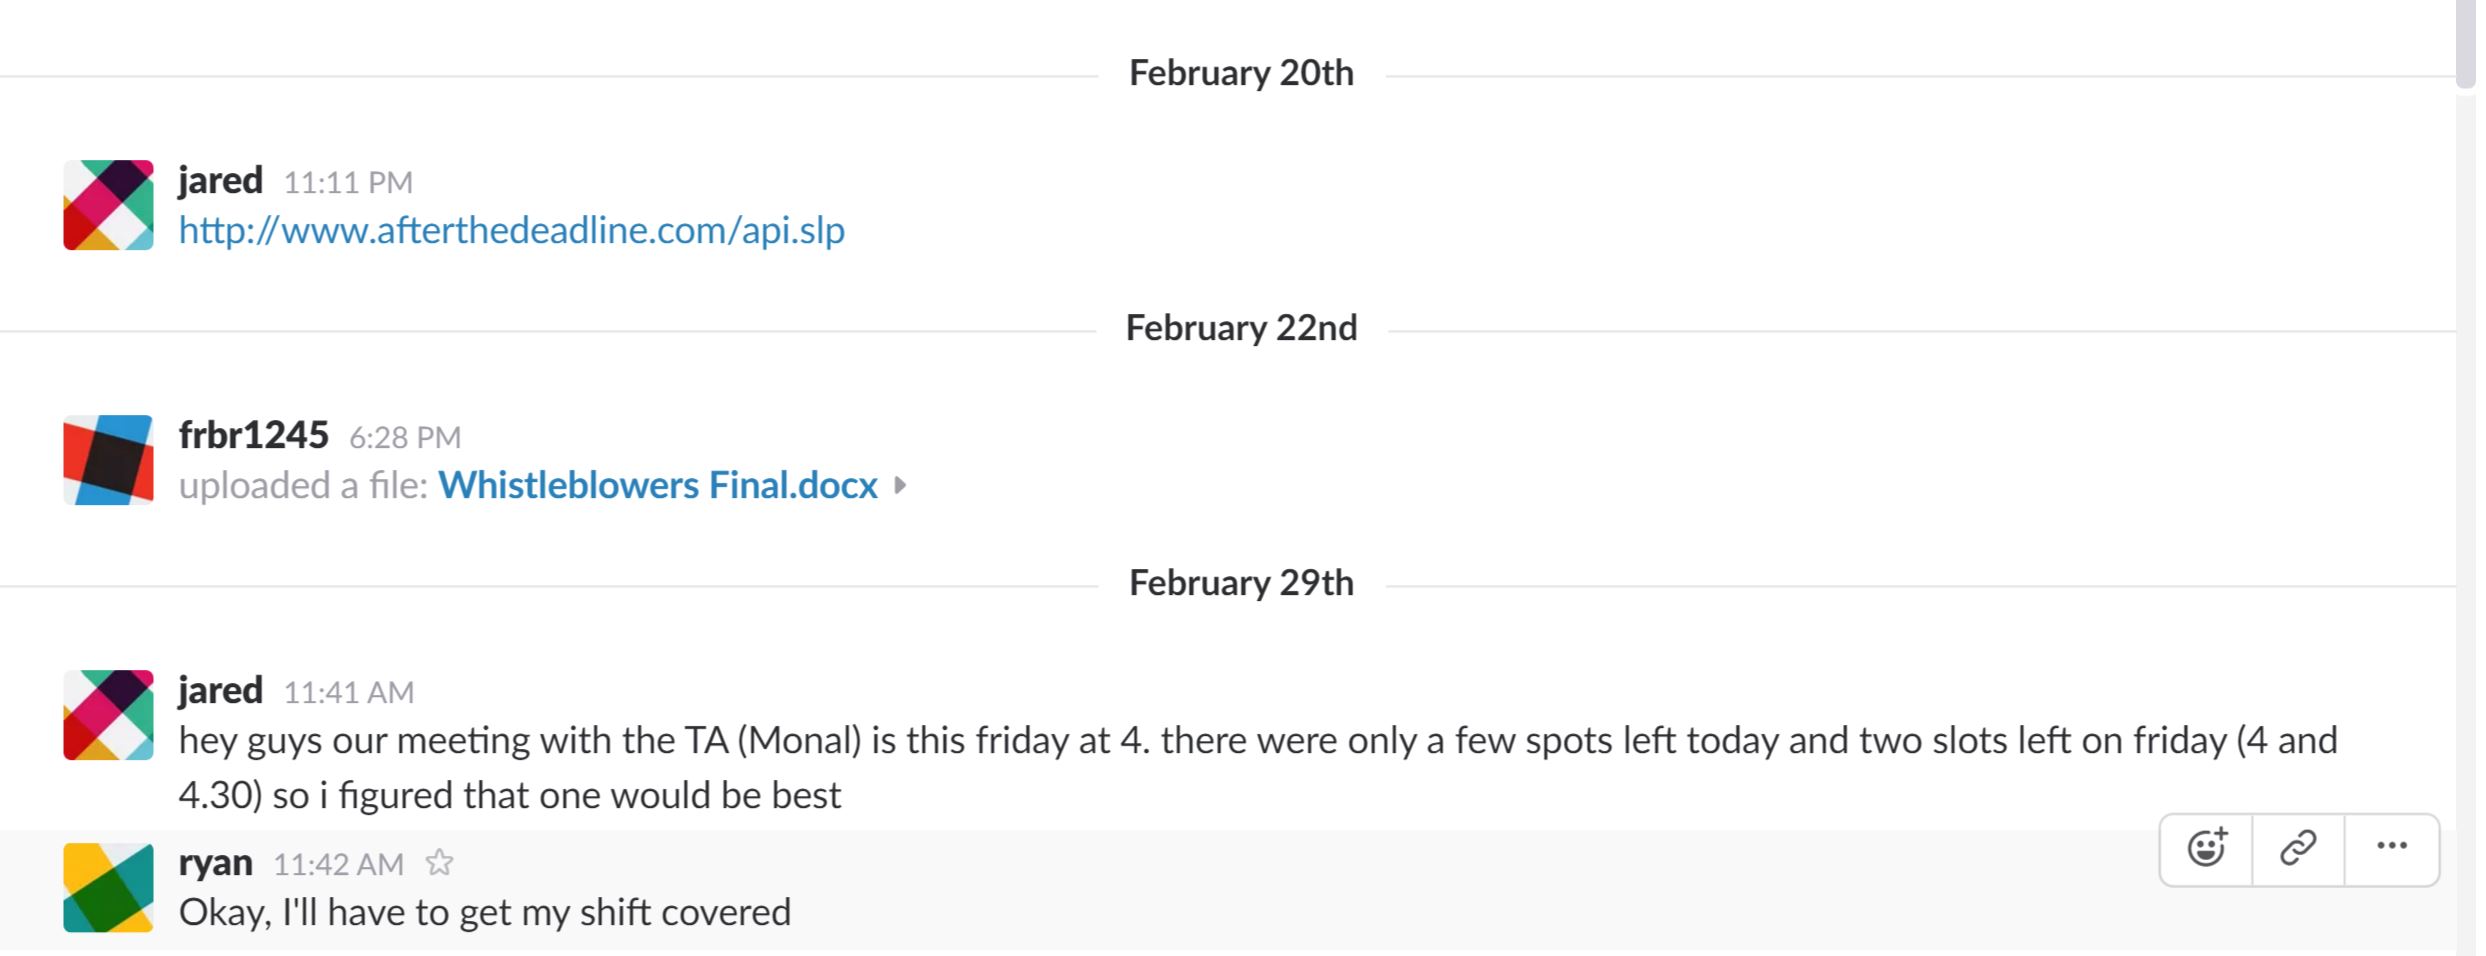 February 20th
jared 11:11 PM
http://www.afterthedeadline.com/api.slp
February 22nd
frbr1245 6:28 PM
uploaded a file: Whistleblowers Final.docx
February 29th
jared 11:41 AM
hey guys our meeting with the TA (Monal) is this friday at 4. there were only a few spots left today and two slots left on friday (4 and
4.30) so i figured that one would be best
ryan 11:42 AM
Okay, I'll have to get my shift covered